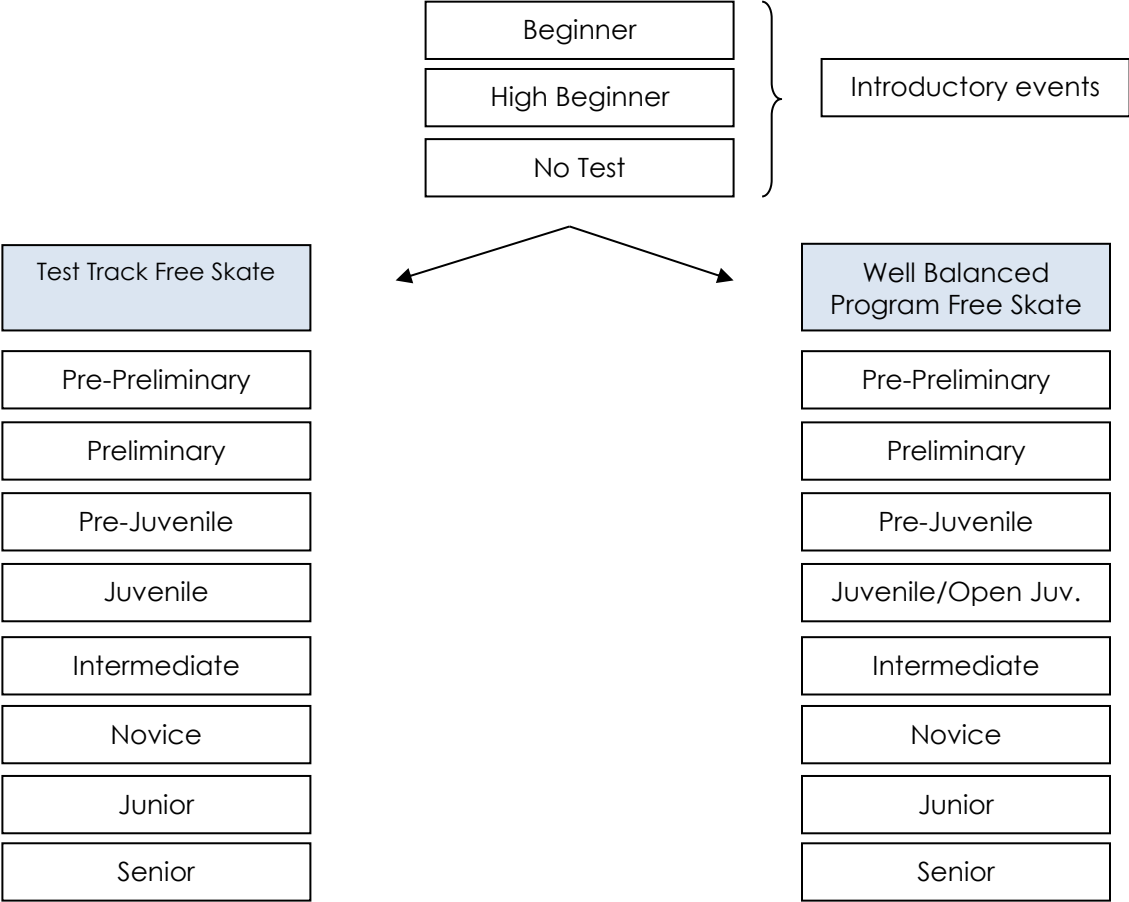 Beginner
High Beginner
No Test
Introductory events
Test Track Free Skate
Pre-Preliminary
Preliminary
Pre-Juvenile
Juvenile
Intermediate
Novice
Junior
Senior
Well Balanced
Program Free Skate
Pre-Preliminary
Preliminary
Pre-Juvenile
Juvenile/Open Juv.
Intermediate
Novice
Junior
Senior